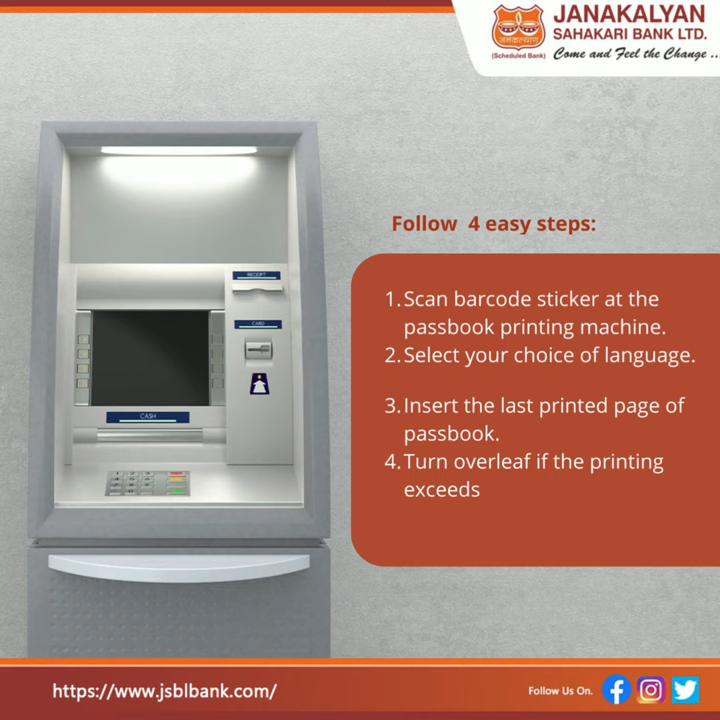 JANAKALYAN
SAHAKARI BANK LTD.
जनकल्याण
(Scheduled Bank)
Come and Feel the Change ...
Follow 4 easy steps:
1. Scan barcode sticker at the
passbook printing machine.
2. Select your choice of language.
3. Insert the last printed page of
passbook.
4. Turn overleaf if the printing
exceeds
RECEIPT
CARD
CASH
https://www.jsblbank.com/
Follow Us On.